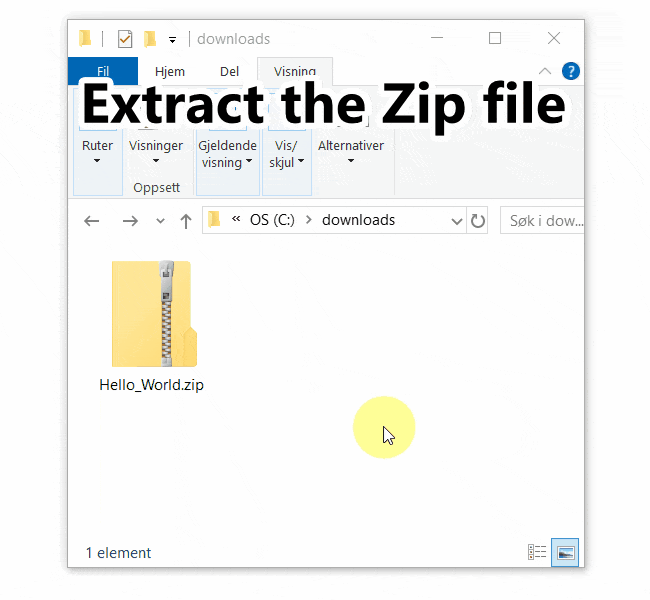 downloads
Fil Hjem Del Visning
Extract the Zip file
Ruter Visninger Gjeldende visning Vis/ skjul Alternativer
Oppsett
« OS (C:) > downloads
Søk i dow...
Hello_World.zip
1 element